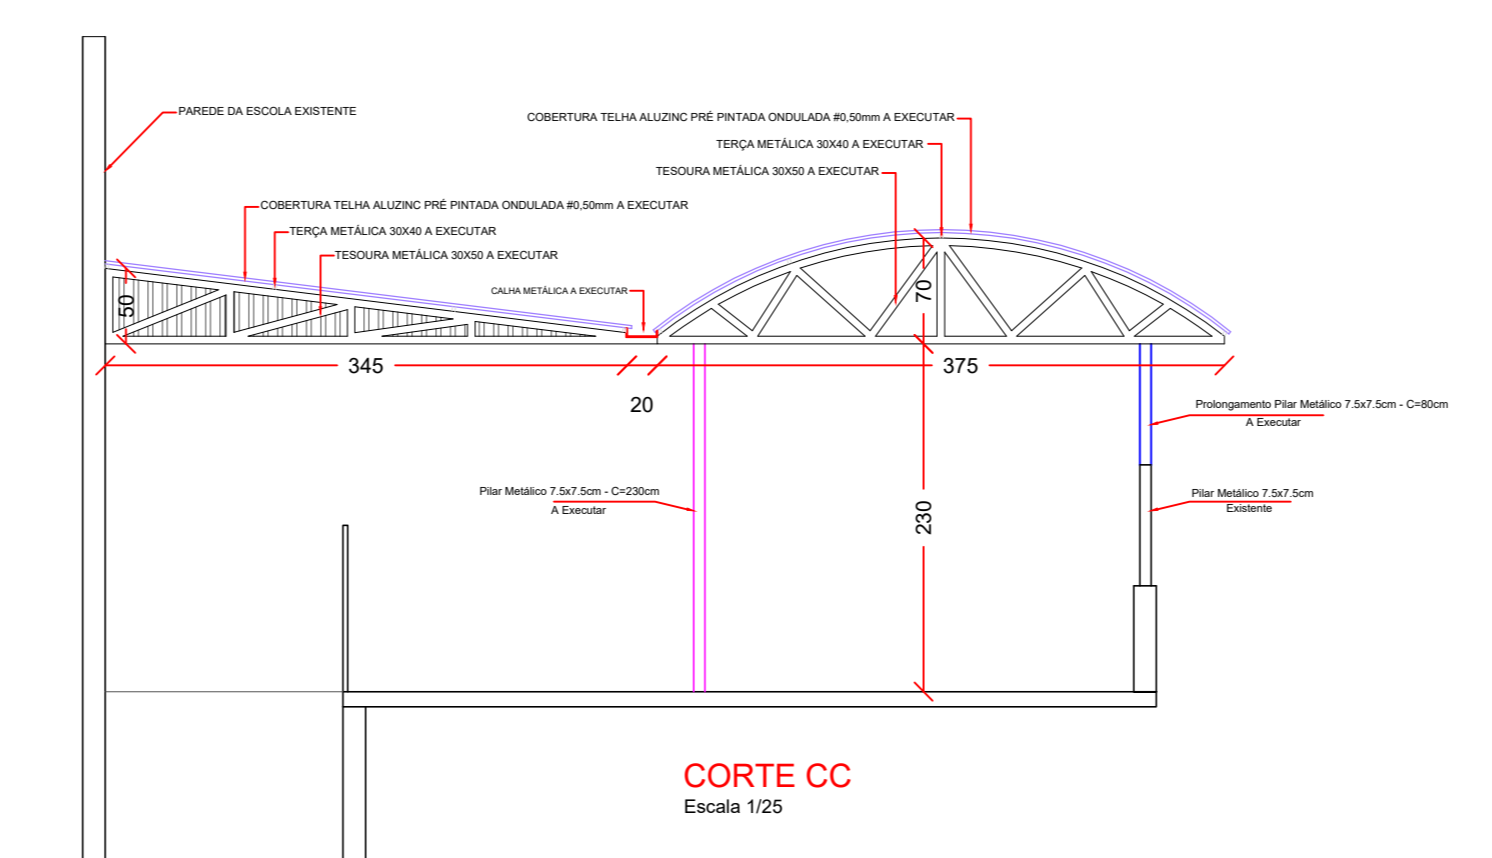 PAREDE DA ESCOLA EXISTENTE
COBERTURA TELHA ALUZINC PRÉ PINTADA ONDULADA #0,50mm A EXECUTAR
TERÇA METÁLICA 30X40 A EXECUTAR
TESOURA METÁLICA 30X50 A EXECUTAR
COBERTURA TELHA ALUZINC PRÉ PINTADA ONDULADA #0,50mm A EXECUTAR
TERÇA METÁLICA 30X40 A EXECUTAR
TESOURA METÁLICA 30X50 A EXECUTAR
CALHA METÁLICA A EXECUTAR
50
70
345
375
20
Prolongamento Pilar Metálico 7.5x7.5cm - C=80cm
A Executar
Pilar Metálico 7.5x7.5cm - C=230cm
A Executar
Pilar Metálico 7.5x7.5cm
Existente
230
CORTE CC
Escala 1/25